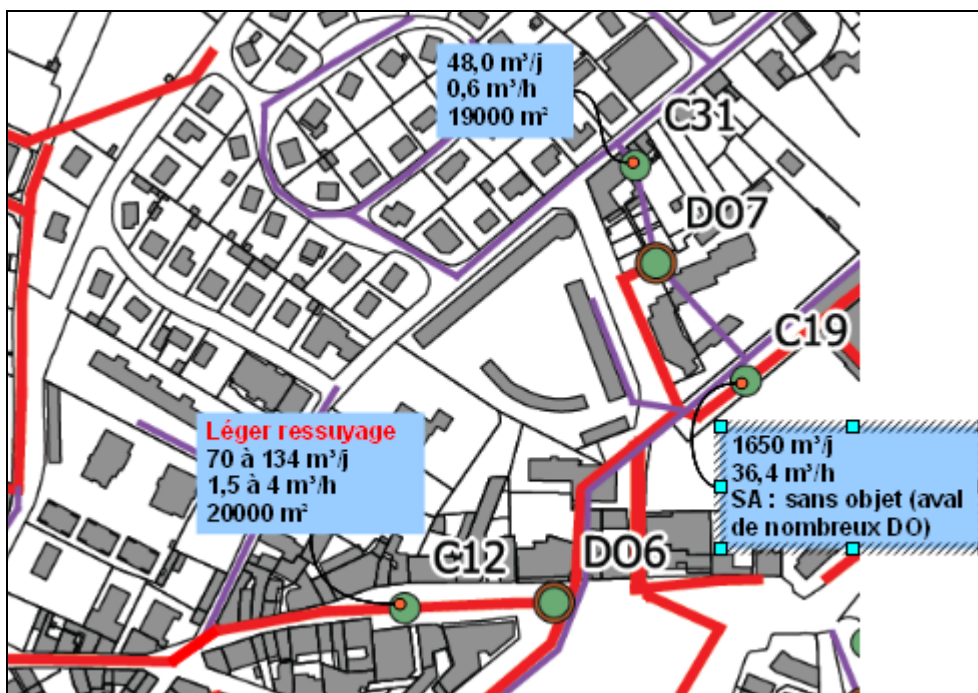 48,0 m³/j
0,6 m³/h
19000 m²
C31
DO7
C19
Léger ressuyage
70 à 134 m³/j
1,5 à 4 m³/h
20000 m²
1650 m³/j
36,4 m³/h
SA : sans objet (aval
de nombreux DO)
C12
DO6